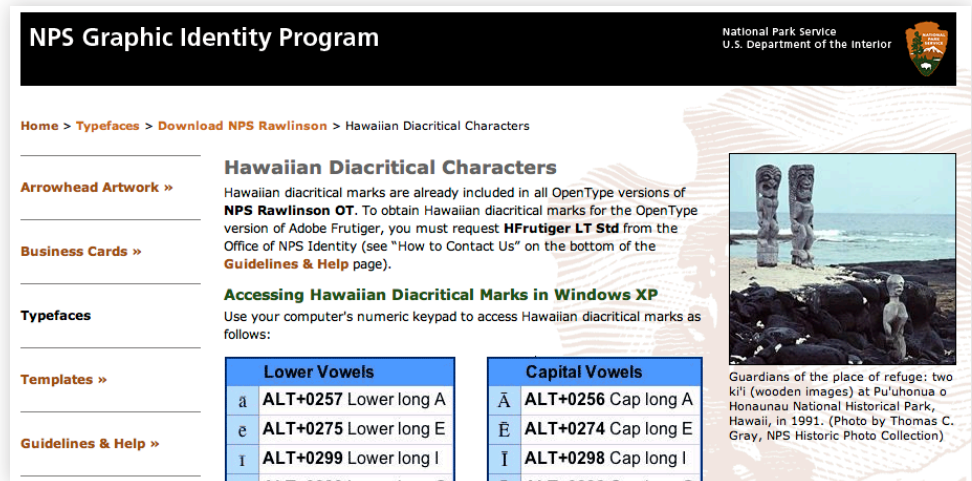 NPS Graphic Identity Program
National Park Service
U.S. Department of the Interior
NATIONAL
PARK
SERVICE
Home > Typefaces > Download NPS Rawlinson > Hawaiian Diacritical Characters
Arrowhead Artwork »
Business Cards »
Typefaces
Templates »
Guidelines & Help »
Hawaiian Diacritical Characters
Hawaiian diacritical marks are already included in all OpenType versions of
NPS Rawlinson OT. To obtain Hawaiian diacritical marks for the OpenType
version of Adobe Frutiger, you must request HFrutiger LT Std from the
Office of NPS Identity (see “How to Contact Us” on the bottom of the
Guidelines & Help page).
Accessing Hawaiian Diacritical Marks in Windows XP
Use your computer's numeric keypad to access Hawaiian diacritical marks as
follows:
Lower Vowels
ā ALT+0257 Lower long A
ē ALT+0275 Lower long E
ī ALT+0299 Lower long I
Capital Vowels
Ā ALT+0256 Cap long A
Ē ALT+0274 Cap long E
Ī ALT+0298 Cap long I
Guardians of the place of refuge: two
ki'i (wooden images) at Pu'uhonua o
Honaunau National Historical Park,
Hawaii, in 1991. (Photo by Thomas C.
Gray, NPS Historic Photo Collection)